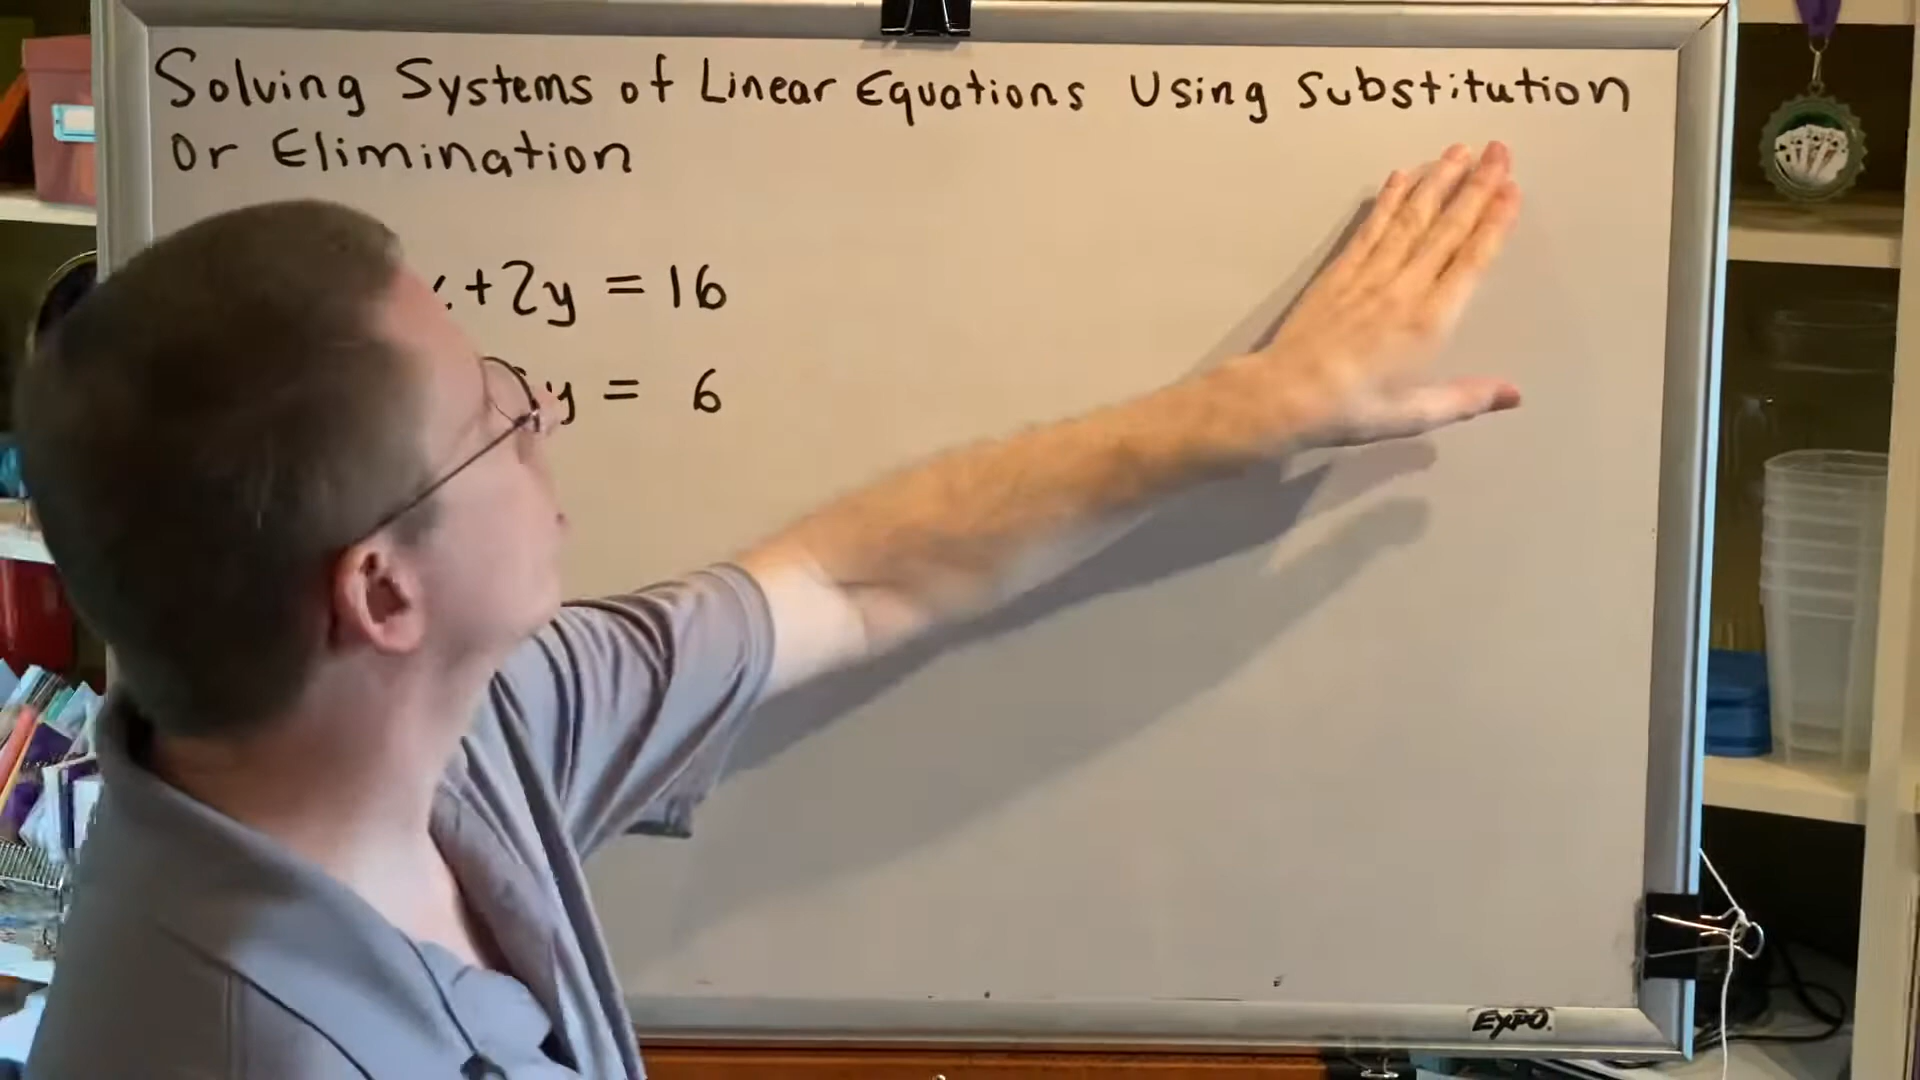 Solving Systems of Linear Equations Using Substitution
Or Elimination
+2y = 16
y = 6
EXPO.